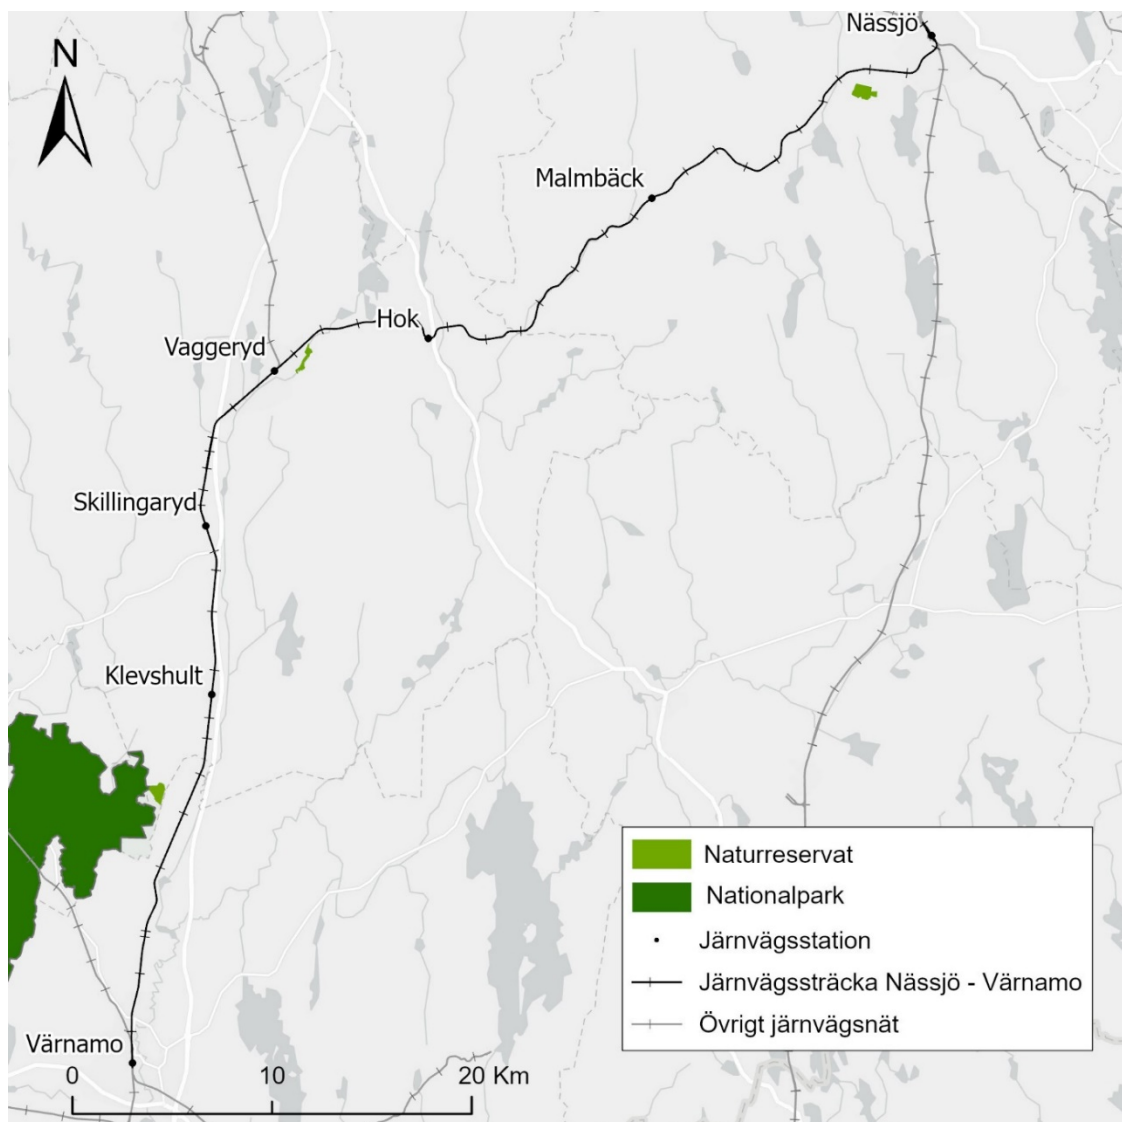 Nässjö
N
Malmbäck
Hok
Vaggeryd
Skillingaryd
Klevshult
Naturreservat
Nationalpark
Järnvägsstation
Järnvägssträcka Nässjö - Värnamo
Övrigt järnvägsnät
Värnamo
0 10 20 Km